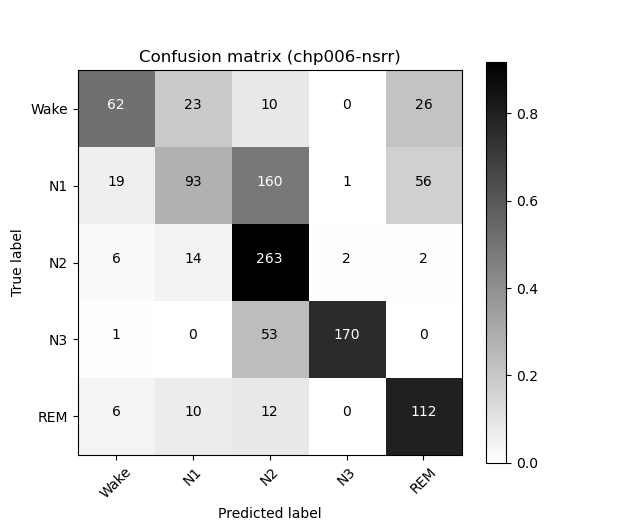 Confusion matrix (chp006-nsrr)
Wake 62 23 10 0 26
N1 19 93 160 1 56
N2 6 14 263 2 2
N3 1 0 53 170 0
REM 6 10 12 0 112
Wake N1 N2 N3 REM
True label
Predicted label
0.8
0.6
0.4
0.2
0.0